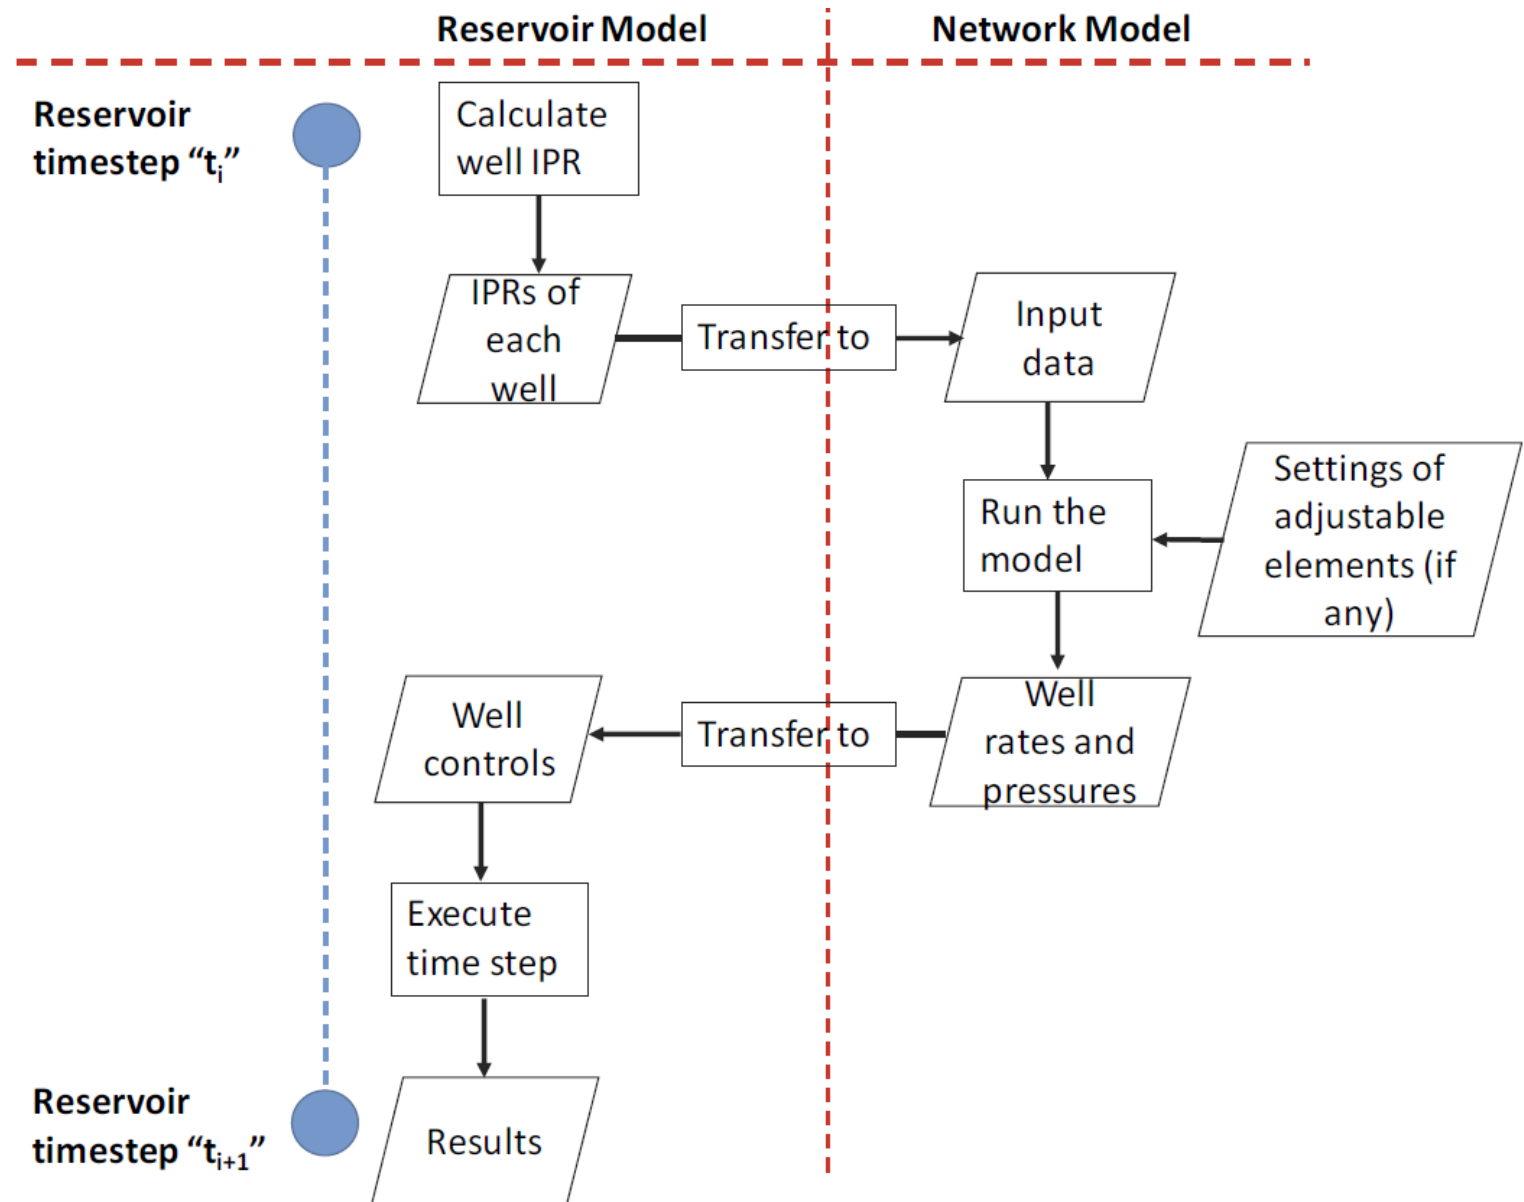 Reservoir Model
Network Model
Reservoir
timestep “ti”
Calculate
well IPR
IPRs of
each
well
Transfer to
Input
data
Settings of
adjustable
elements (if
any)
Run the
model
Well
rates and
pressures
Transfer to
Well
controls
Execute
time step
Reservoir
timestep “ti+1”
Results